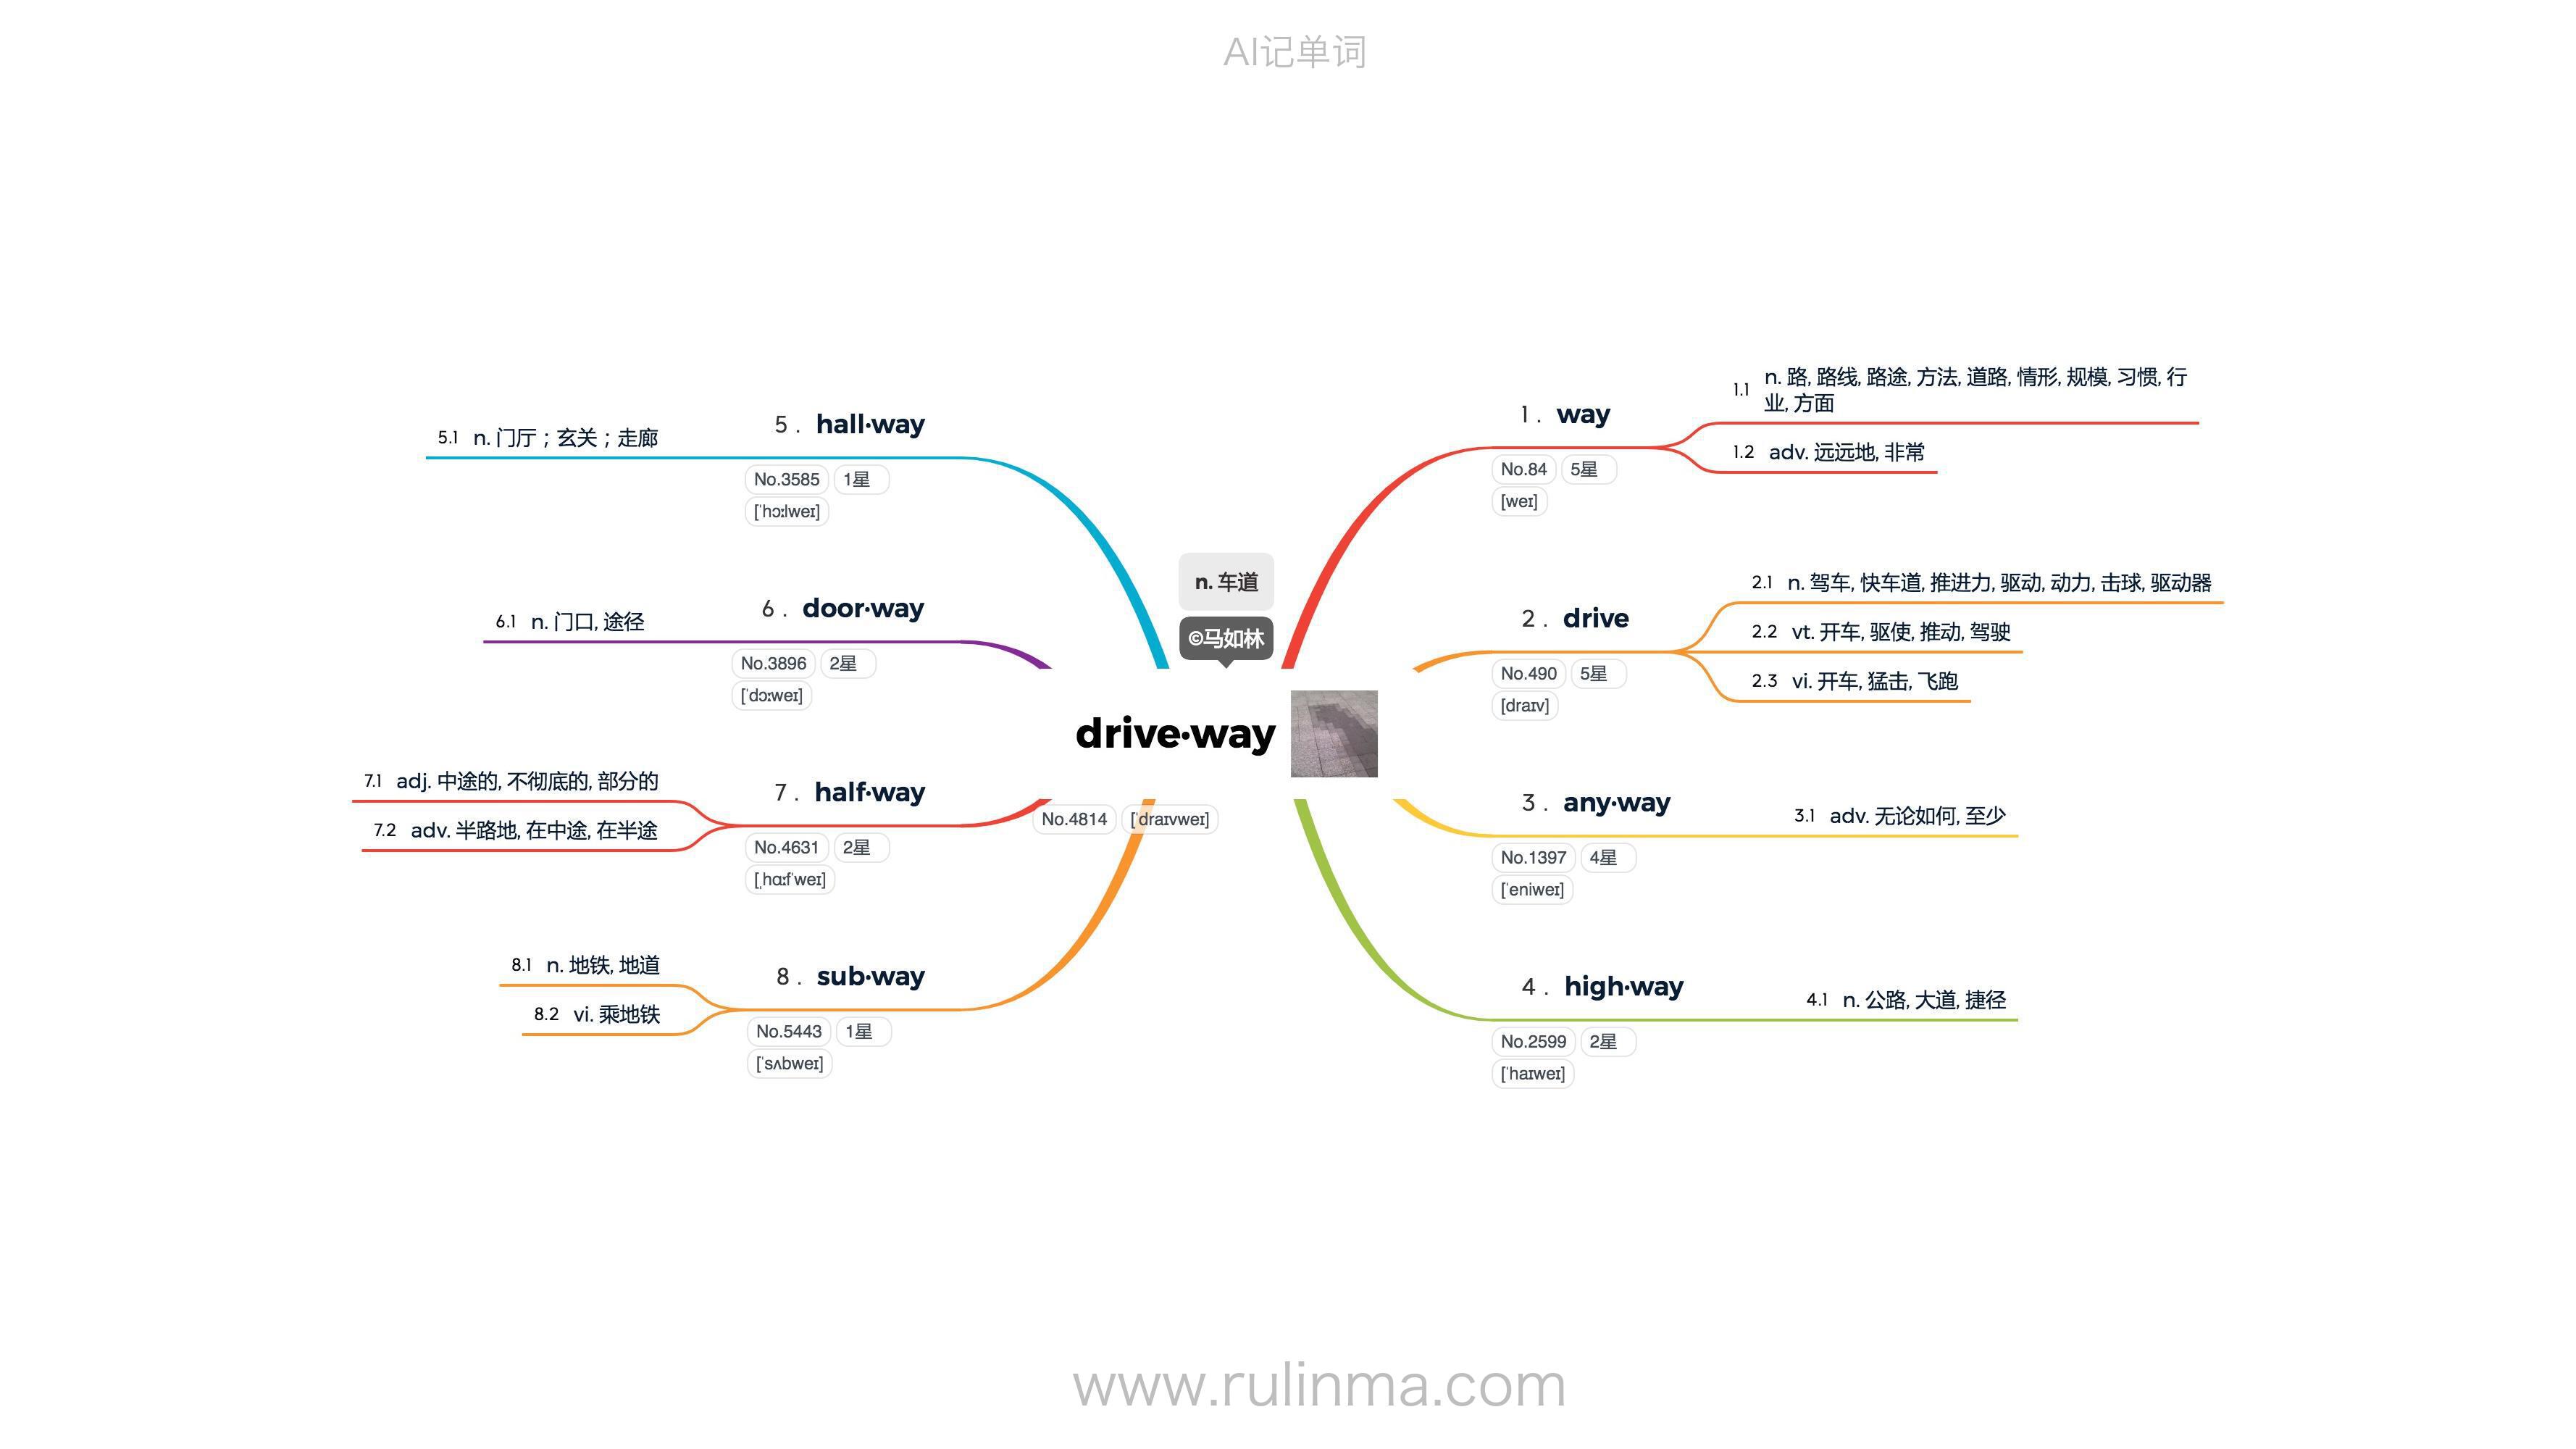 AI记单词
n. 车道
©马如林
drive·way
No.4814 [ˈdraɪvweɪ]
1 . way
No.84 5星
[weɪ]
1.1 n. 路, 路线, 路途, 方法, 道路, 情形, 规模, 习惯, 行
业, 方面
1.2 adv. 远远地, 非常
2 . drive
No.490 5星
[draɪv]
2.1 n. 驾车, 快车道, 推进力, 驱动, 动力, 击球, 驱动器
2.2 vt. 开车, 驱使, 推动, 驾驶
2.3 vi. 开车, 猛击, 飞跑
3 . any·way
No.1397 4星
[ˈeniweɪ]
3.1 adv. 无论如何, 至少
4 . high·way
No.2599 2星
[ˈhaɪweɪ]
4.1 n. 公路, 大道, 捷径
5 . hall·way
No.3585 1星
[ˈhɔːlweɪ]
5.1 n. 门厅；玄关；走廊
6 . door·way
No.3896 2星
[ˈdɔːweɪ]
6.1 n. 门口, 途径
7 . half·way
No.4631 2星
[ˌhɑːfˈweɪ]
7.1 adj. 中途的, 不彻底的, 部分的
7.2 adv. 半路地, 在中途, 在半途
8 . sub·way
No.5443 1星
[ˈsʌbweɪ]
8.1 n. 地铁, 地道
8.2 vi. 乘地铁
www.rulinma.com